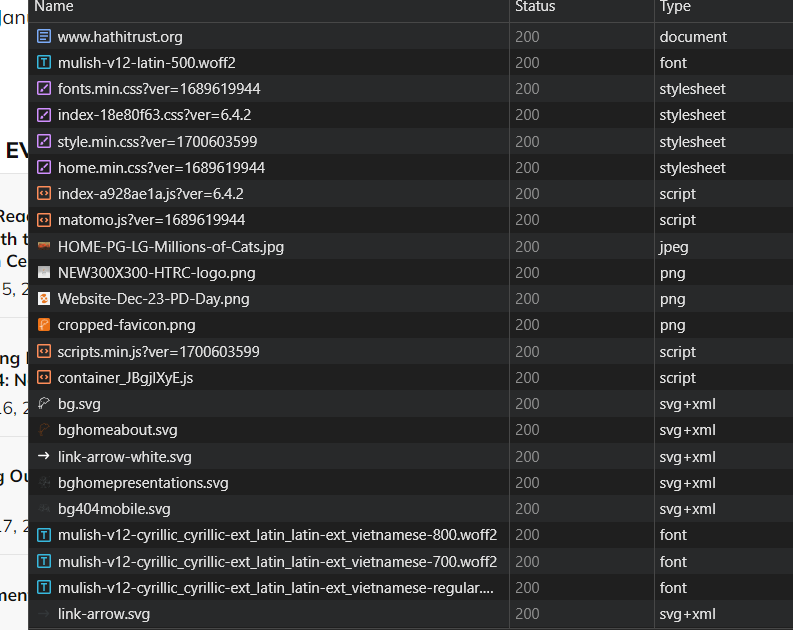 Name Status Type
Jan
www.hathitrust.org 200 document
mulish-v12-latin-500.woff2 200 font
fonts.min.css?ver=1689619944 200 stylesheet
index-18e80f63.css?ver=6.4.2 200 stylesheet
EV
style.min.css?ver=1700603599 200 stylesheet
home.min.css?ver=1689619944 200 stylesheet
index-a928ae1a.js?ver=6.4.2 200 script
Rea
matomo.js?ver=1689619944 200 script
th t
HOME-PG-LG-Millions-of-Cats.jpg 200 jpeg
Ce
NEW300X300-HTRC-logo.png 200 png
5, 2
Website-Dec-23-PD-Day.png 200 png
cropped-favicon.png 200 png
ng
scripts.min.js?ver=1700603599 200 script
4: N
container_JBgjIXyE.js 200 script
6, 2
bg.svg 200 svg+xml
bghomeabout.svg 200 svg+xml
link-arrow-white.svg 200 svg+xml
g Ou
bghomepresentations.svg 200 svg+xml
bg404mobile.svg 200 svg+xml
7, 2
mulish-v12-cyrillic_cyrillic-ext_latin_latin-ext_vietnamese-800.woff2 200 font
mulish-v12-cyrillic_cyrillic-ext_latin_latin-ext_vietnamese-700.woff2 200 font
mulish-v12-cyrillic_cyrillic-ext_latin_latin-ext_vietnamese-regular.... 200 font
men
link-arrow.svg 200 svg+xml